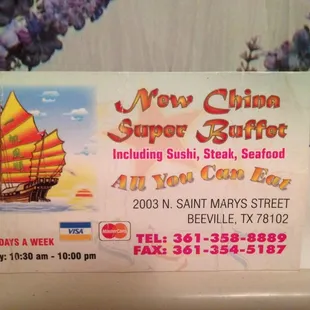 New China
Super Buffet
Including Sushi, Steak, Seafood
All You Can Eat
2003 N. SAINT MARYS STREET
BEEVILLE, TX 78102
VISA
MasterCard
DAYS A WEEK
TEL: 361-358-8889
y: 10:30 am - 10:00 pm
FAX: 361-354-5187